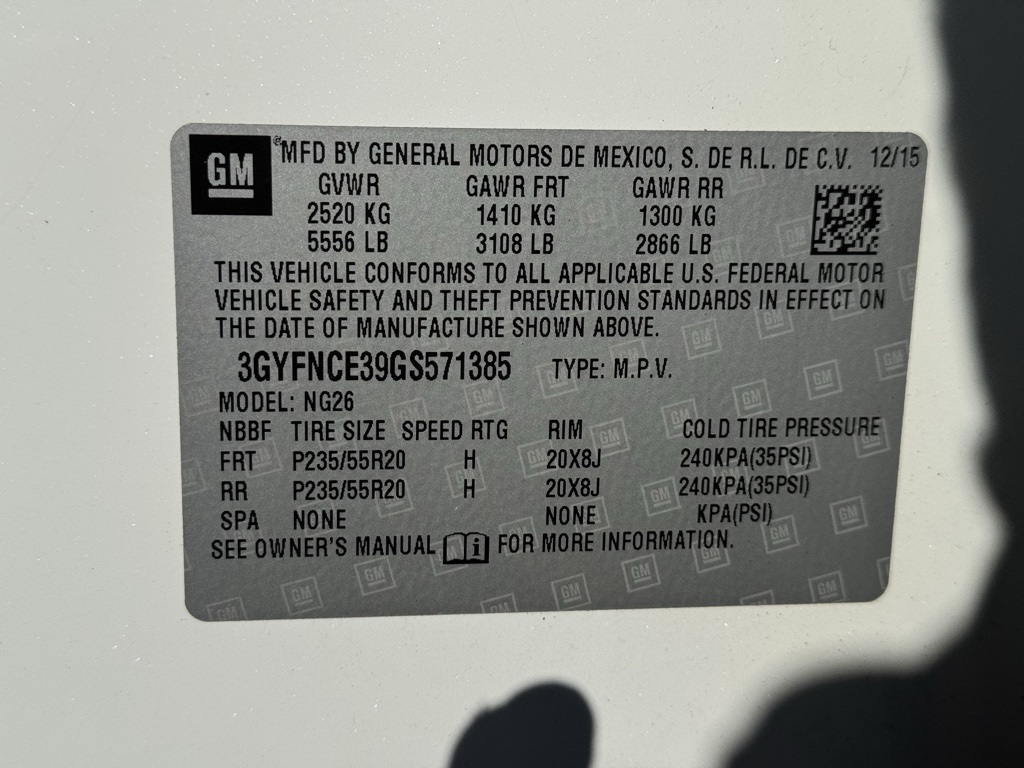 GM ® MFD BY GENERAL MOTORS DE MEXICO, S. DE R.L. DE C.V. 12/15
GVWR GAWR FRT GAWR RR
2520 KG 1410 KG 1300 KG
5556 LB 3108 LB 2866 LB
THIS VEHICLE CONFORMS TO ALL APPLICABLE U.S. FEDERAL MOTOR
VEHICLE SAFETY AND THEFT PREVENTION STANDARDS IN EFFECT ON
THE DATE OF MANUFACTURE SHOWN ABOVE.
3GYFNCE39GS571385 TYPE: M.P.V.
MODEL: NG26
NBBF TIRE SIZE SPEED RTG RIM COLD TIRE PRESSURE
FRT P235/55R20 H 20X8J 240KPA(35PSI)
RR P235/55R20 H 20X8J 240KPA(35PSI)
SPA NONE NONE KPA(PSI)
SEE OWNER'S MANUAL i FOR MORE INFORMATION.